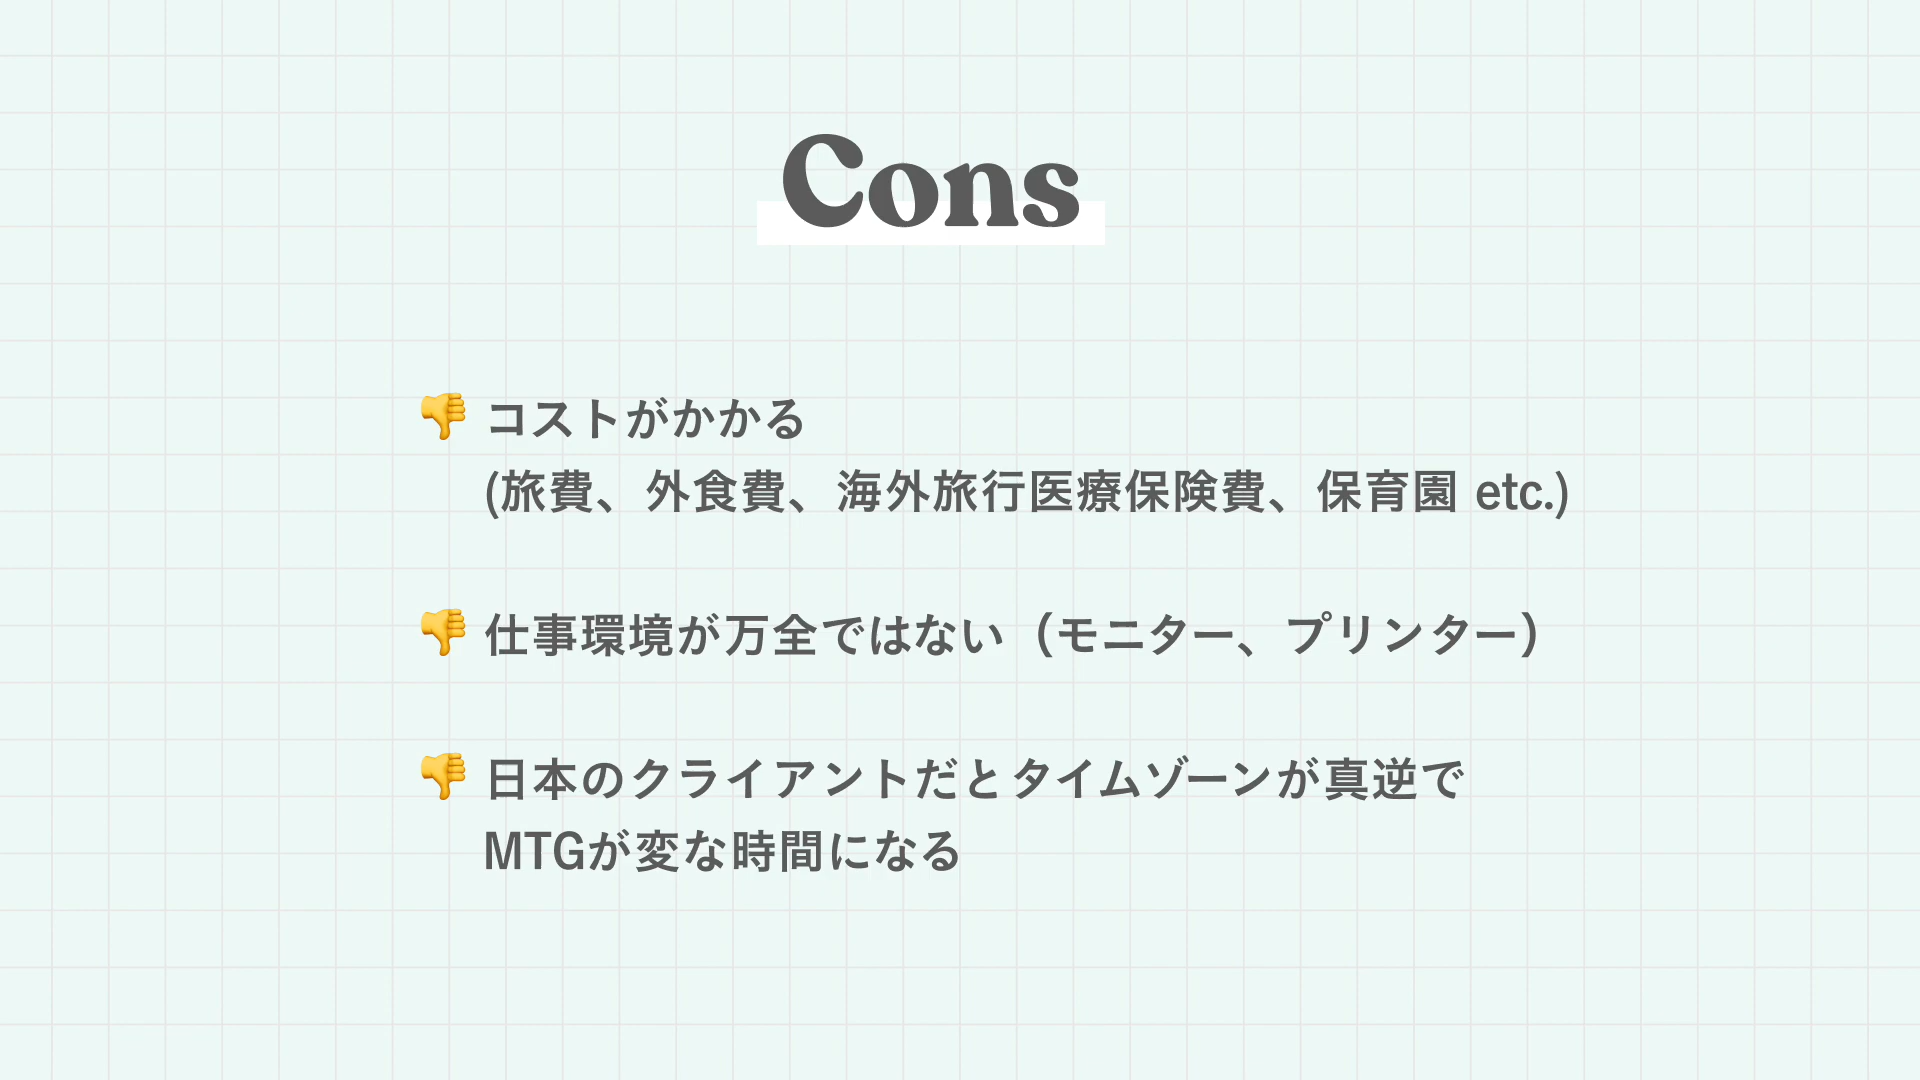 Cons
👎 コストがかかる
(旅費、外食費、海外旅行医療保険費、保育園 etc.)
👎 仕事環境が万全ではない（モニター、プリンター）
👎 日本のクライアントだとタイムゾーンが真逆で
MTGが変な時間になる